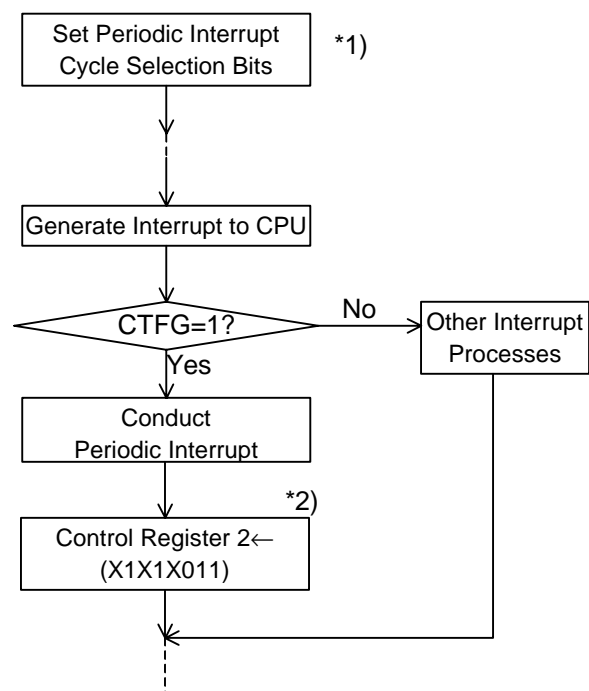 Set Periodic Interrupt
Cycle Selection Bits
*1)
Generate Interrupt to CPU
CTFG=1?
No
Other Interrupt
Processes
Yes
Conduct
Periodic Interrupt
*2)
Control Register 2←
(X1X1X011)